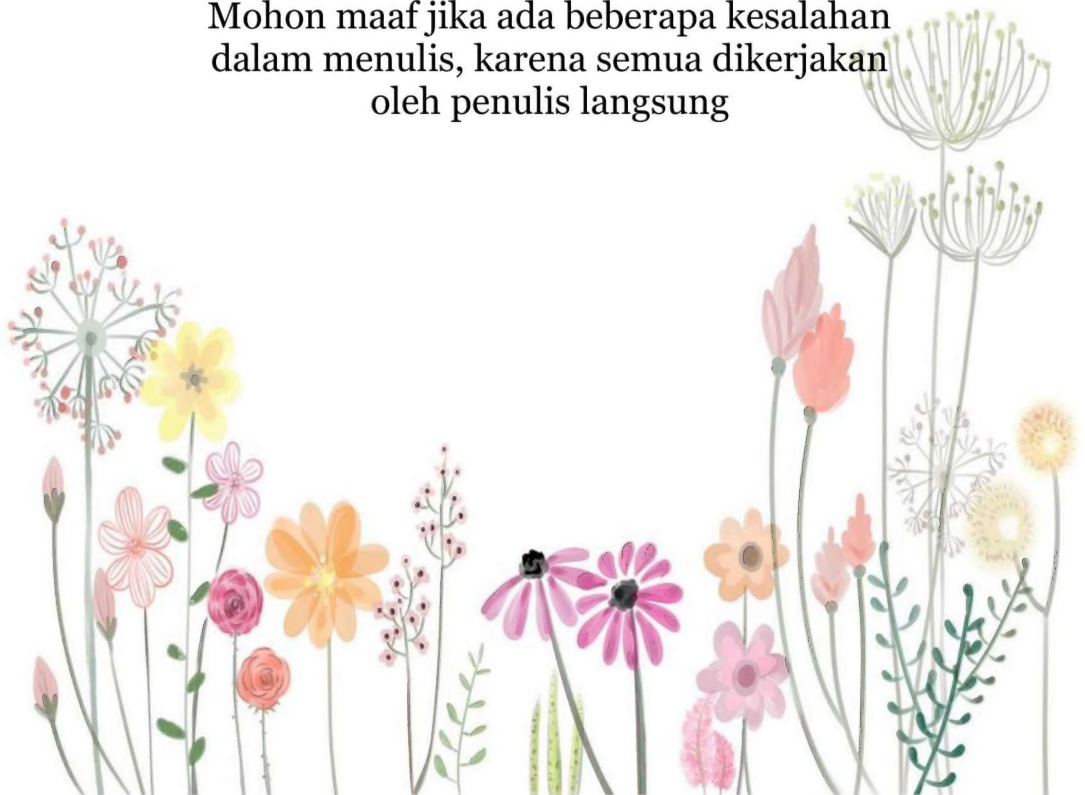 Mohon maaf jika ada beberapa kesalahan
dalam menulis, karena semua dikerjakan
oleh penulis langsung